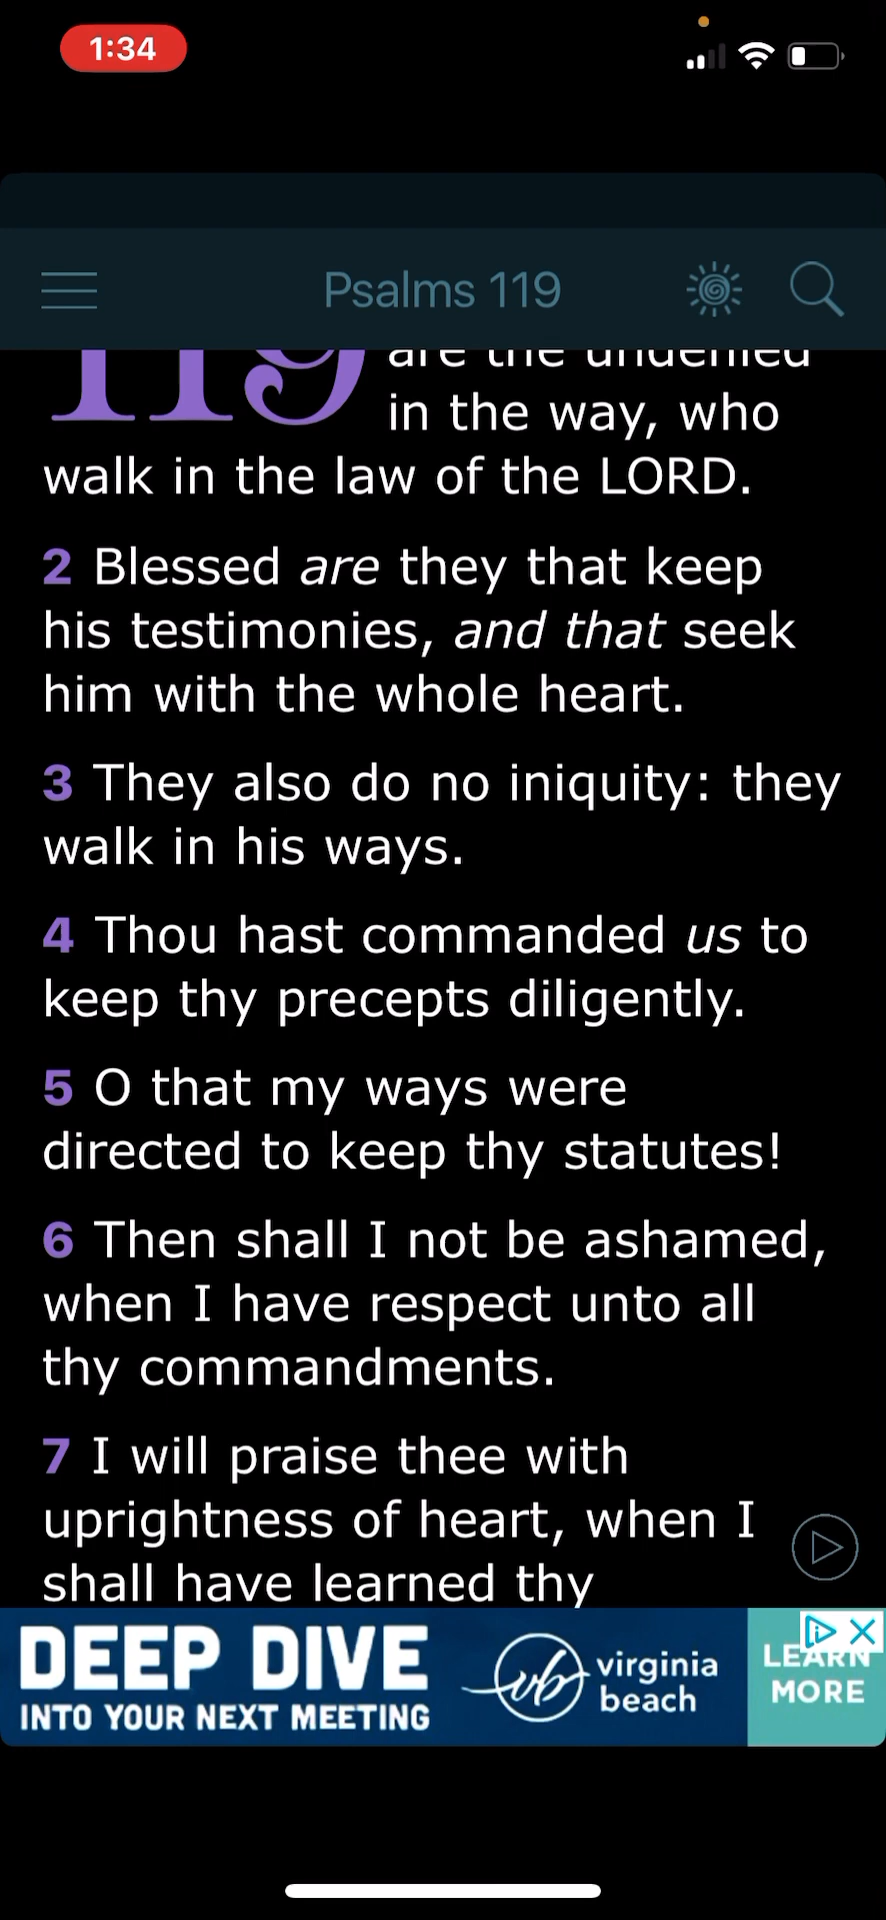 1:34
Psalms 119
119 are the undefiled
in the way, who
walk in the law of the LORD.
2 Blessed are they that keep
his testimonies, and that seek
him with the whole heart.
3 They also do no iniquity: they
walk in his ways.
4 Thou hast commanded us to
keep thy precepts diligently.
5 O that my ways were
directed to keep thy statutes!
6 Then shall I not be ashamed,
when I have respect unto all
thy commandments.
7 I will praise thee with
uprightness of heart, when I
shall have learned thy
DEEP DIVE
INTO YOUR NEXT MEETING
vb virginia
beach
LEARN
MORE